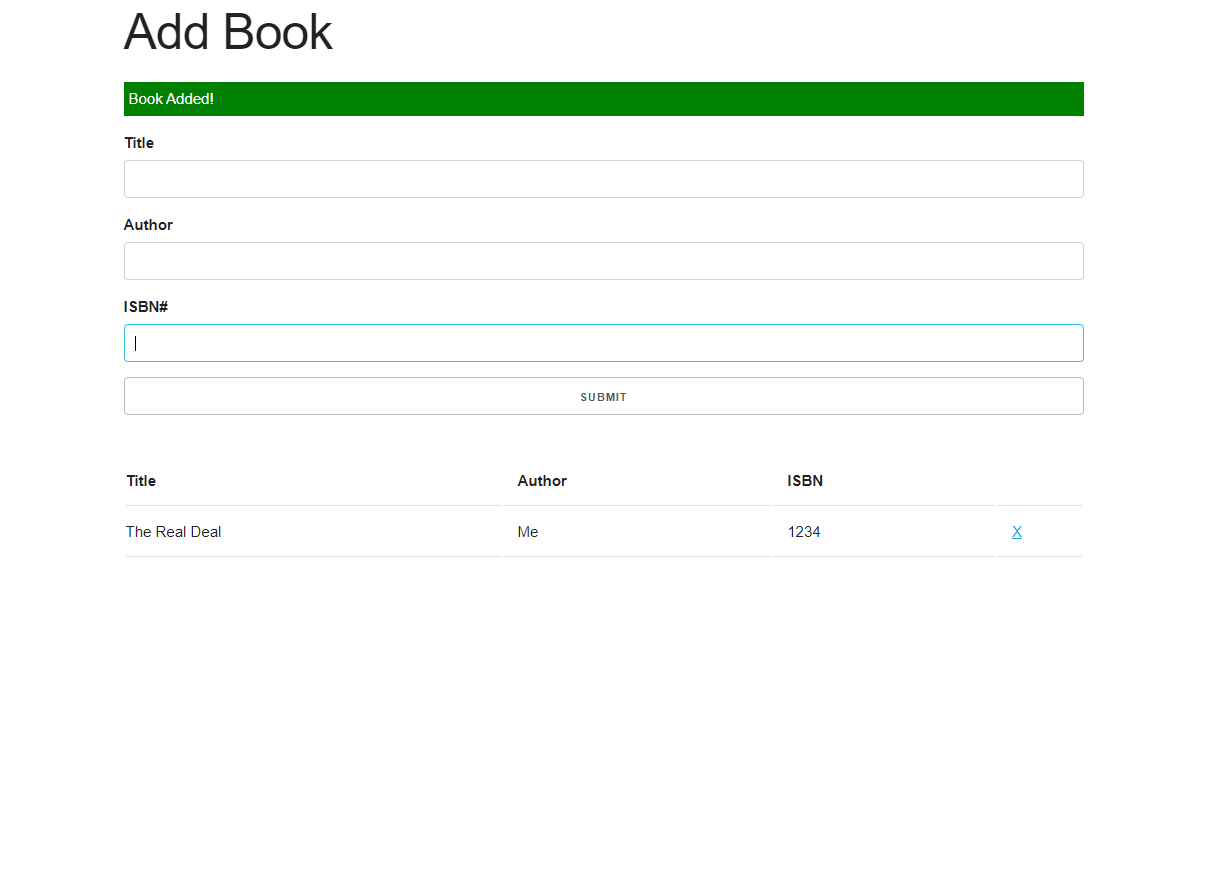 Add Book
Book Added!
Title
Author
ISBN#
SUBMIT
Title Author ISBN
The Real Deal Me 1234 X